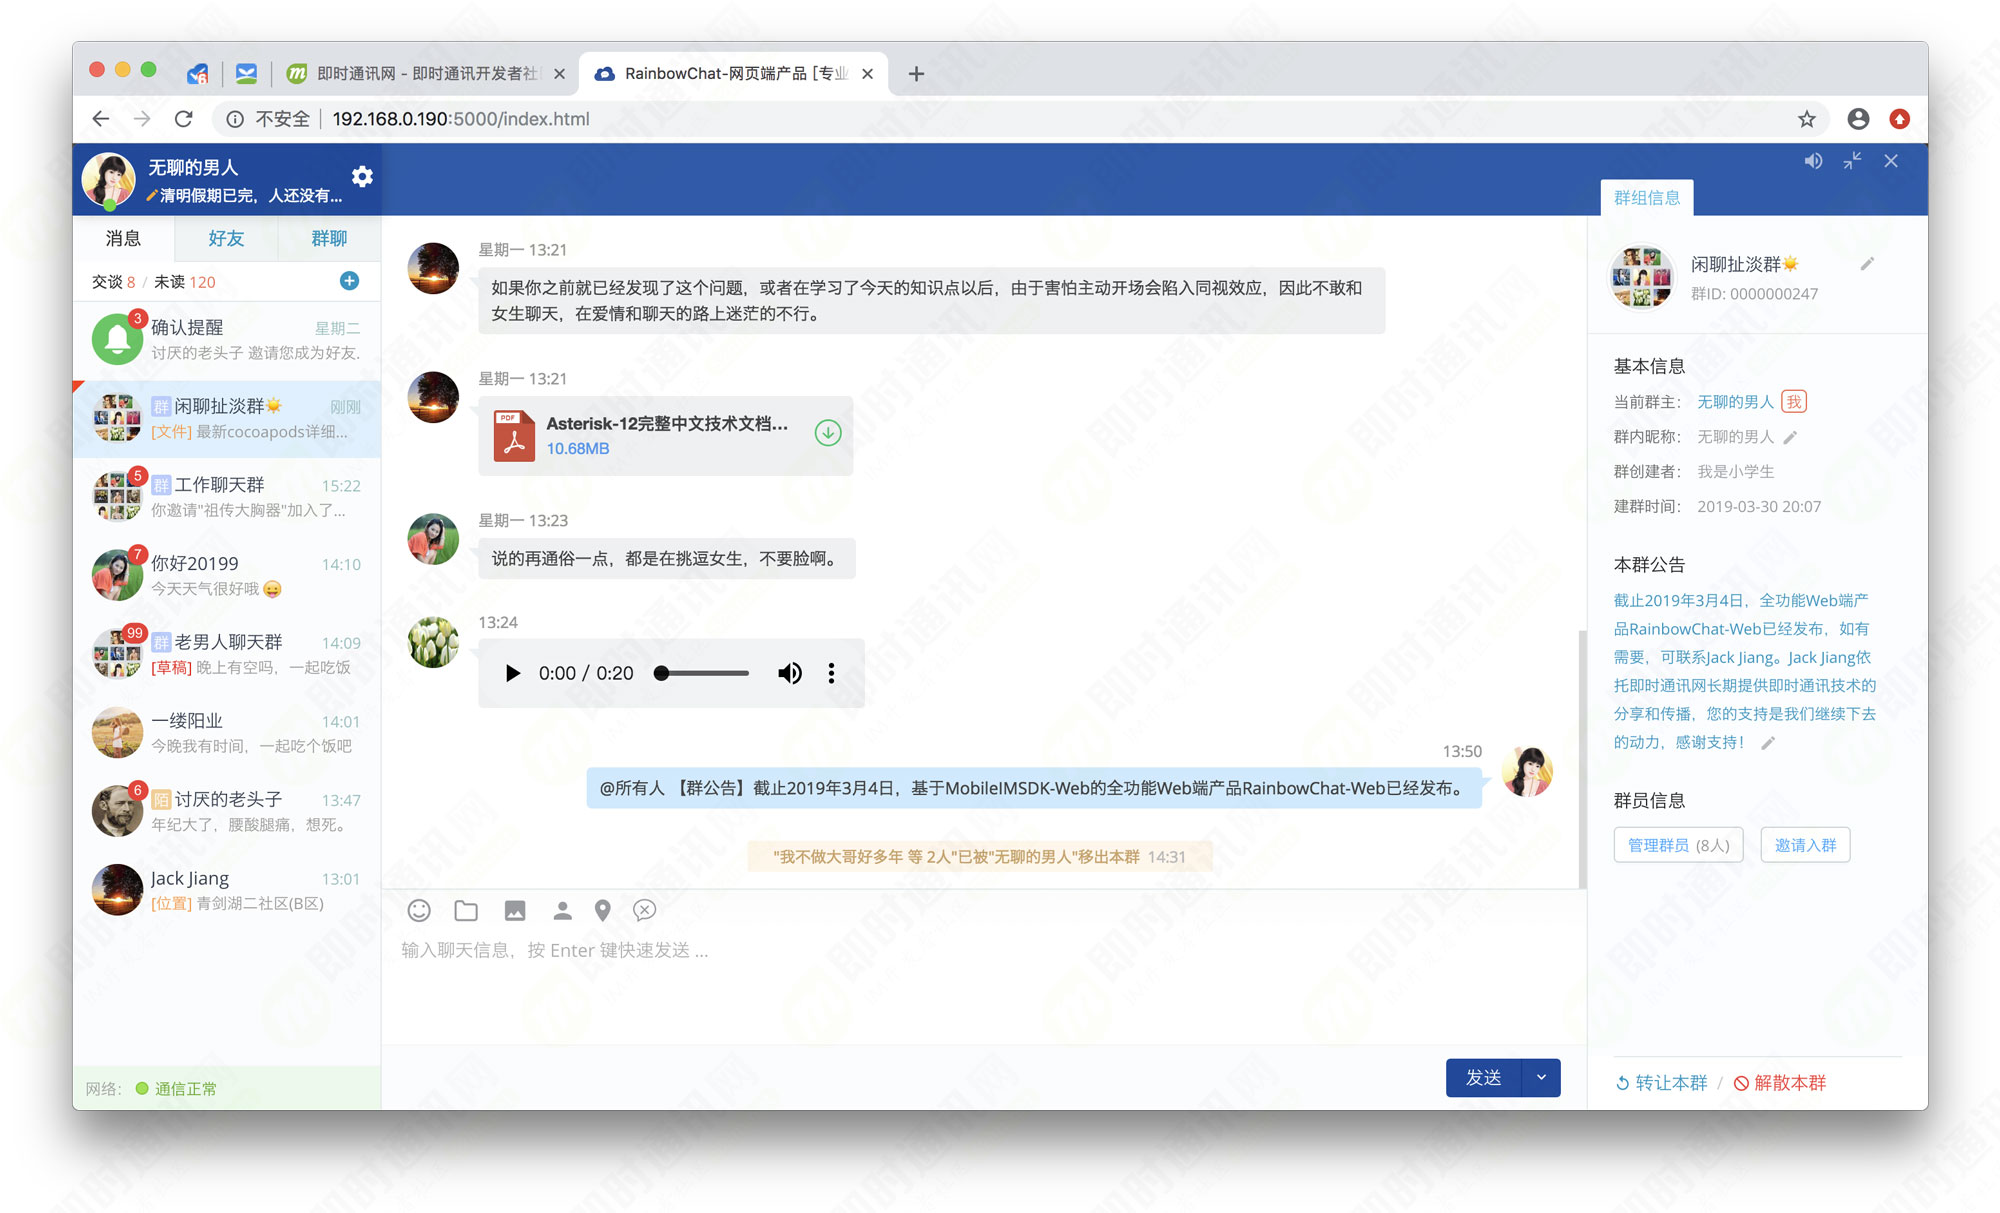 即时通讯网 - 即时通讯开发者社
RainbowChat-网页端产品 [专业
不安全
192.168.0.190:5000/index.html
无聊的男人
清明假期已完，人还没有...
消息
好友
群聊
交谈 8 / 未读 120
3
确认提醒
星期二
讨厌的老头子 邀请您成为好友.
群 闲聊扯淡群
刚刚
[文件] 最新cocoapods详细...
5
群 工作聊天群
15:22
你邀请"祖传大胸器"加入了...
7
你好20199
14:10
今天天气很好哦
99
群 老男人聊天群
14:09
[草稿] 晚上有空吗，一起吃饭
一缕阳业
14:01
今晚我有时间，一起吃个饭吧
6
陌 讨厌的老头子
13:47
年纪大了，腰酸腿痛，想死。
Jack Jiang
13:01
[位置] 青剑湖二社区(B区)
网络： 通信正常
星期一 13:21
如果你之前就已经发现了这个问题，或者在学习了今天的知识点以后，由于害怕主动开场会陷入同视效应，因此不敢和
女生聊天，在爱情和聊天的路上迷茫的不行。
星期一 13:21
PDF
Asterisk-12完整中文技术文档...
10.68MB
星期一 13:23
说的再通俗一点，都是在挑逗女生，不要脸啊。
13:24
0:00 / 0:20
13:50
@所有人 【群公告】截止2019年3月4日，基于MobileIMSDK-Web的全功能Web端产品RainbowChat-Web已经发布。
"我不做大哥好多年 等 2人"已被"无聊的男人"移出本群 14:31
输入聊天信息，按 Enter 键快速发送 ...
发送
群组信息
闲聊扯淡群
群ID: 0000000247
基本信息
当前群主： 无聊的男人 我
群内昵称： 无聊的男人
群创建者： 我是小学生
建群时间： 2019-03-30 20:07
本群公告
截止2019年3月4日，全功能Web端产
品RainbowChat-Web已经发布，如有
需要，可联系Jack Jiang。Jack Jiang依
托即时通讯网长期提供即时通讯技术的
分享和传播，您的支持是我们继续下去
的动力，感谢支持！
群员信息
管理群员 (8人)
邀请入群
转让本群 / 解散本群